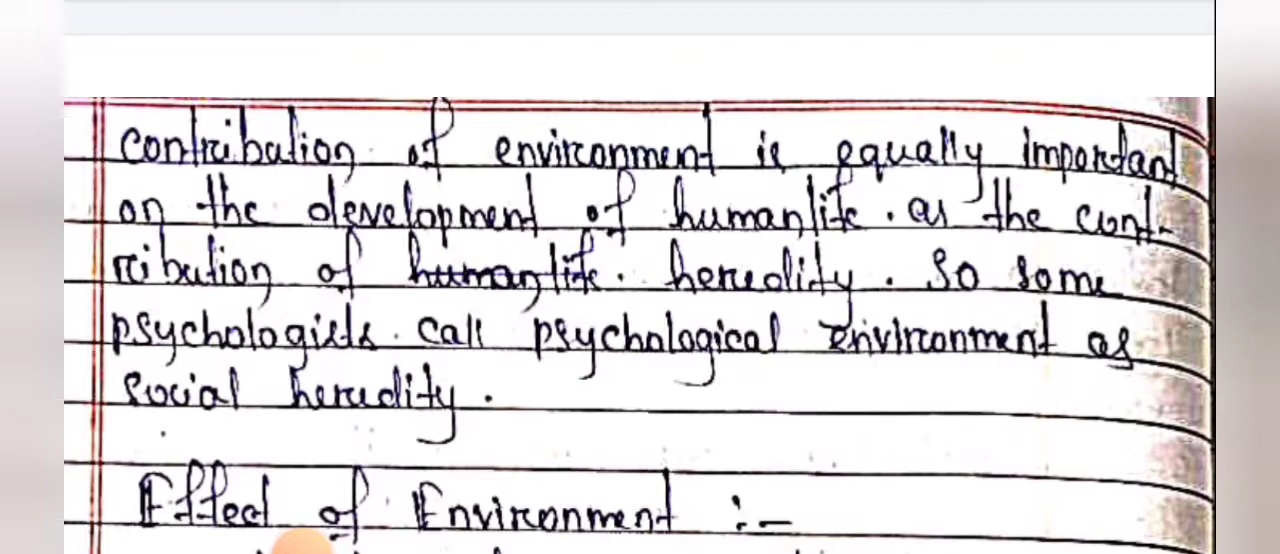 contribation of environment is equally important
on the development of humanlife. as the cont-
ribution of humanlife. heredity. So some
psychologists call psychological Environment as
social heredity.
Effect of Environment :-